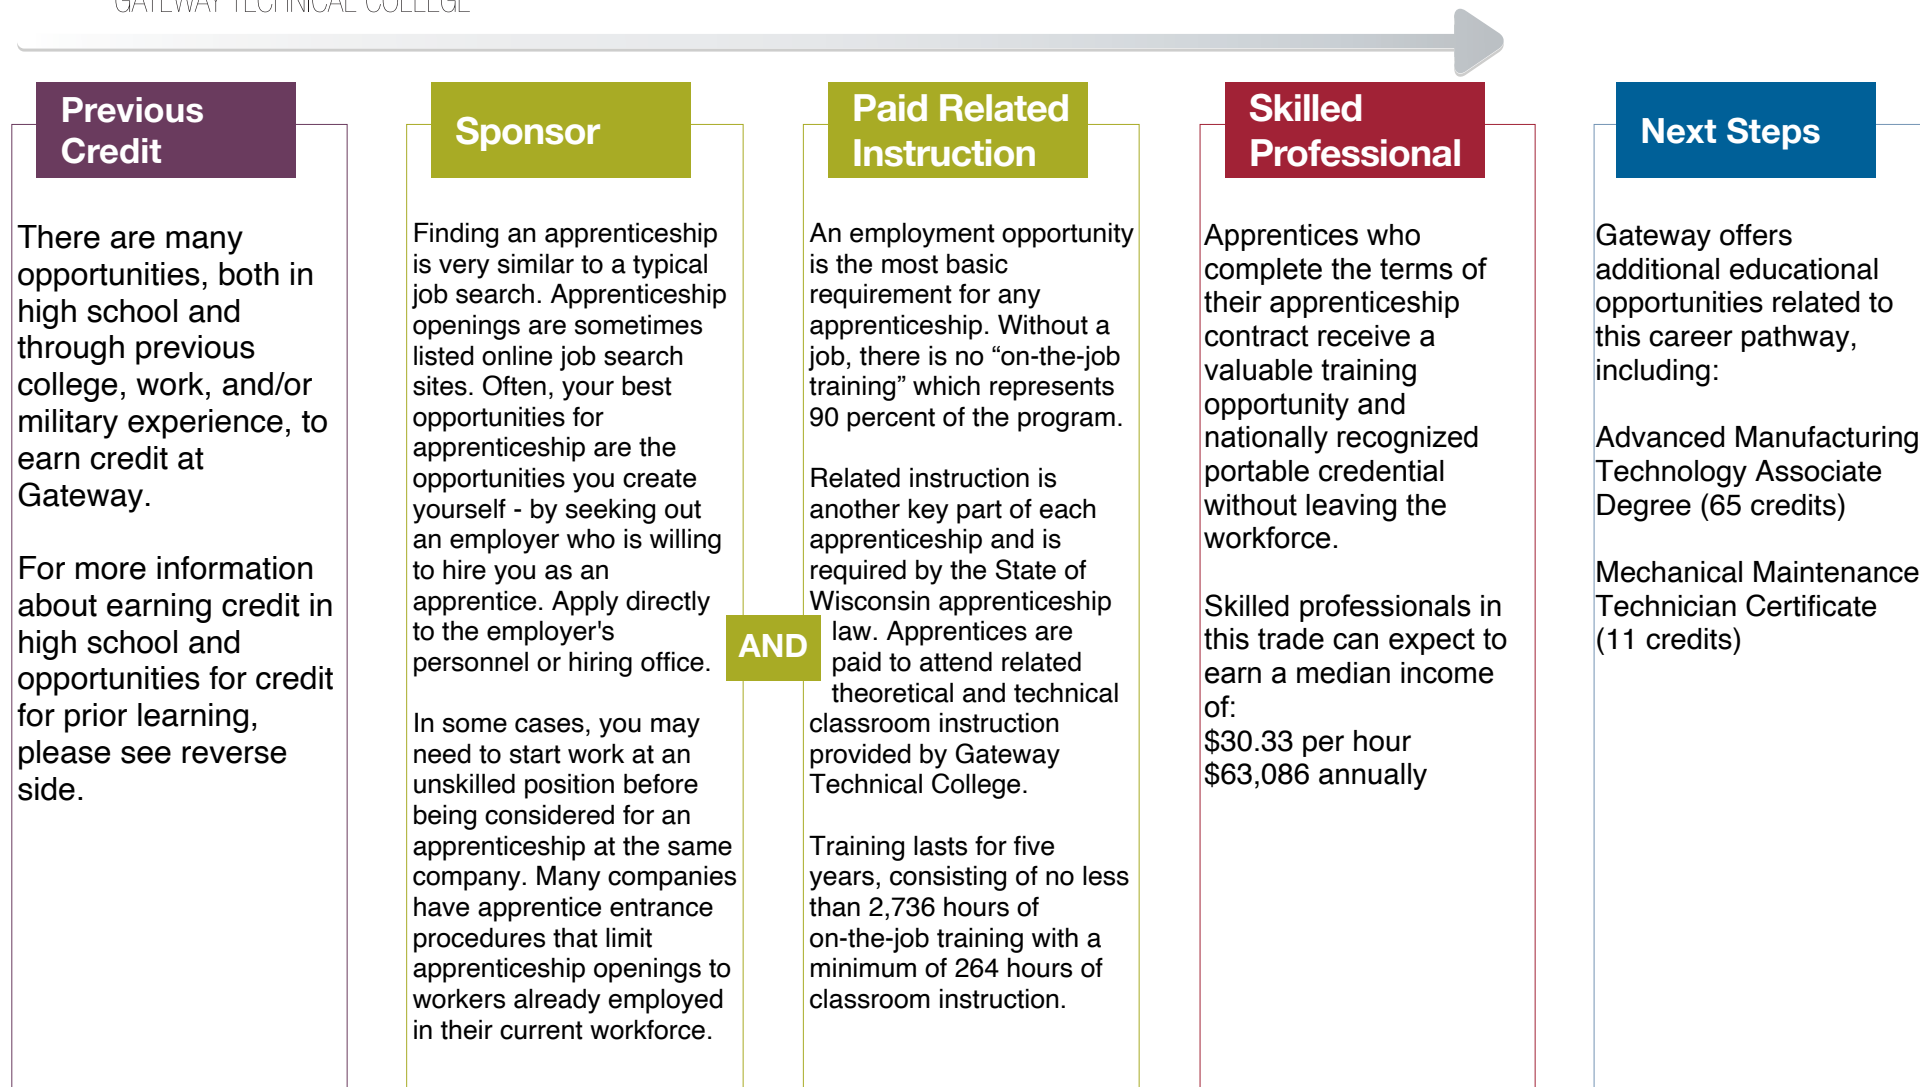 GATEWAY TECHNICAL COLLEGE
Previous
Credit
There are many
opportunities, both in
high school and
through previous
college, work, and/or
military experience, to
earn credit at
Gateway.
For more information
about earning credit in
high school and
opportunities for credit
for prior learning,
please see reverse
side.
Sponsor
Finding an apprenticeship
is very similar to a typical
job search. Apprenticeship
openings are sometimes
listed online job search
sites. Often, your best
opportunities for
apprenticeship are the
opportunities you create
yourself - by seeking out
an employer who is willing
to hire you as an
apprentice. Apply directly
to the employer's
personnel or hiring office.
In some cases, you may
need to start work at an
unskilled position before
being considered for an
apprenticeship at the same
company. Many companies
have apprentice entrance
procedures that limit
apprenticeship openings to
workers already employed
in their current workforce.
AND
Paid Related
Instruction
An employment opportunity
is the most basic
requirement for any
apprenticeship. Without a
job, there is no “on-the-job
training” which represents
90 percent of the program.
Related instruction is
another key part of each
apprenticeship and is
required by the State of
Wisconsin apprenticeship
law. Apprentices are
paid to attend related
theoretical and technical
classroom instruction
provided by Gateway
Technical College.
Training lasts for five
years, consisting of no less
than 2,736 hours of
on-the-job training with a
minimum of 264 hours of
classroom instruction.
Skilled
Professional
Apprentices who
complete the terms of
their apprenticeship
contract receive a
valuable training
opportunity and
nationally recognized
portable credential
without leaving the
workforce.
Skilled professionals in
this trade can expect to
earn a median income
of:
$30.33 per hour
$63,086 annually
Next Steps
Gateway offers
additional educational
opportunities related to
this career pathway,
including:
Advanced Manufacturing
Technology Associate
Degree (65 credits)
Mechanical Maintenance
Technician Certificate
(11 credits)